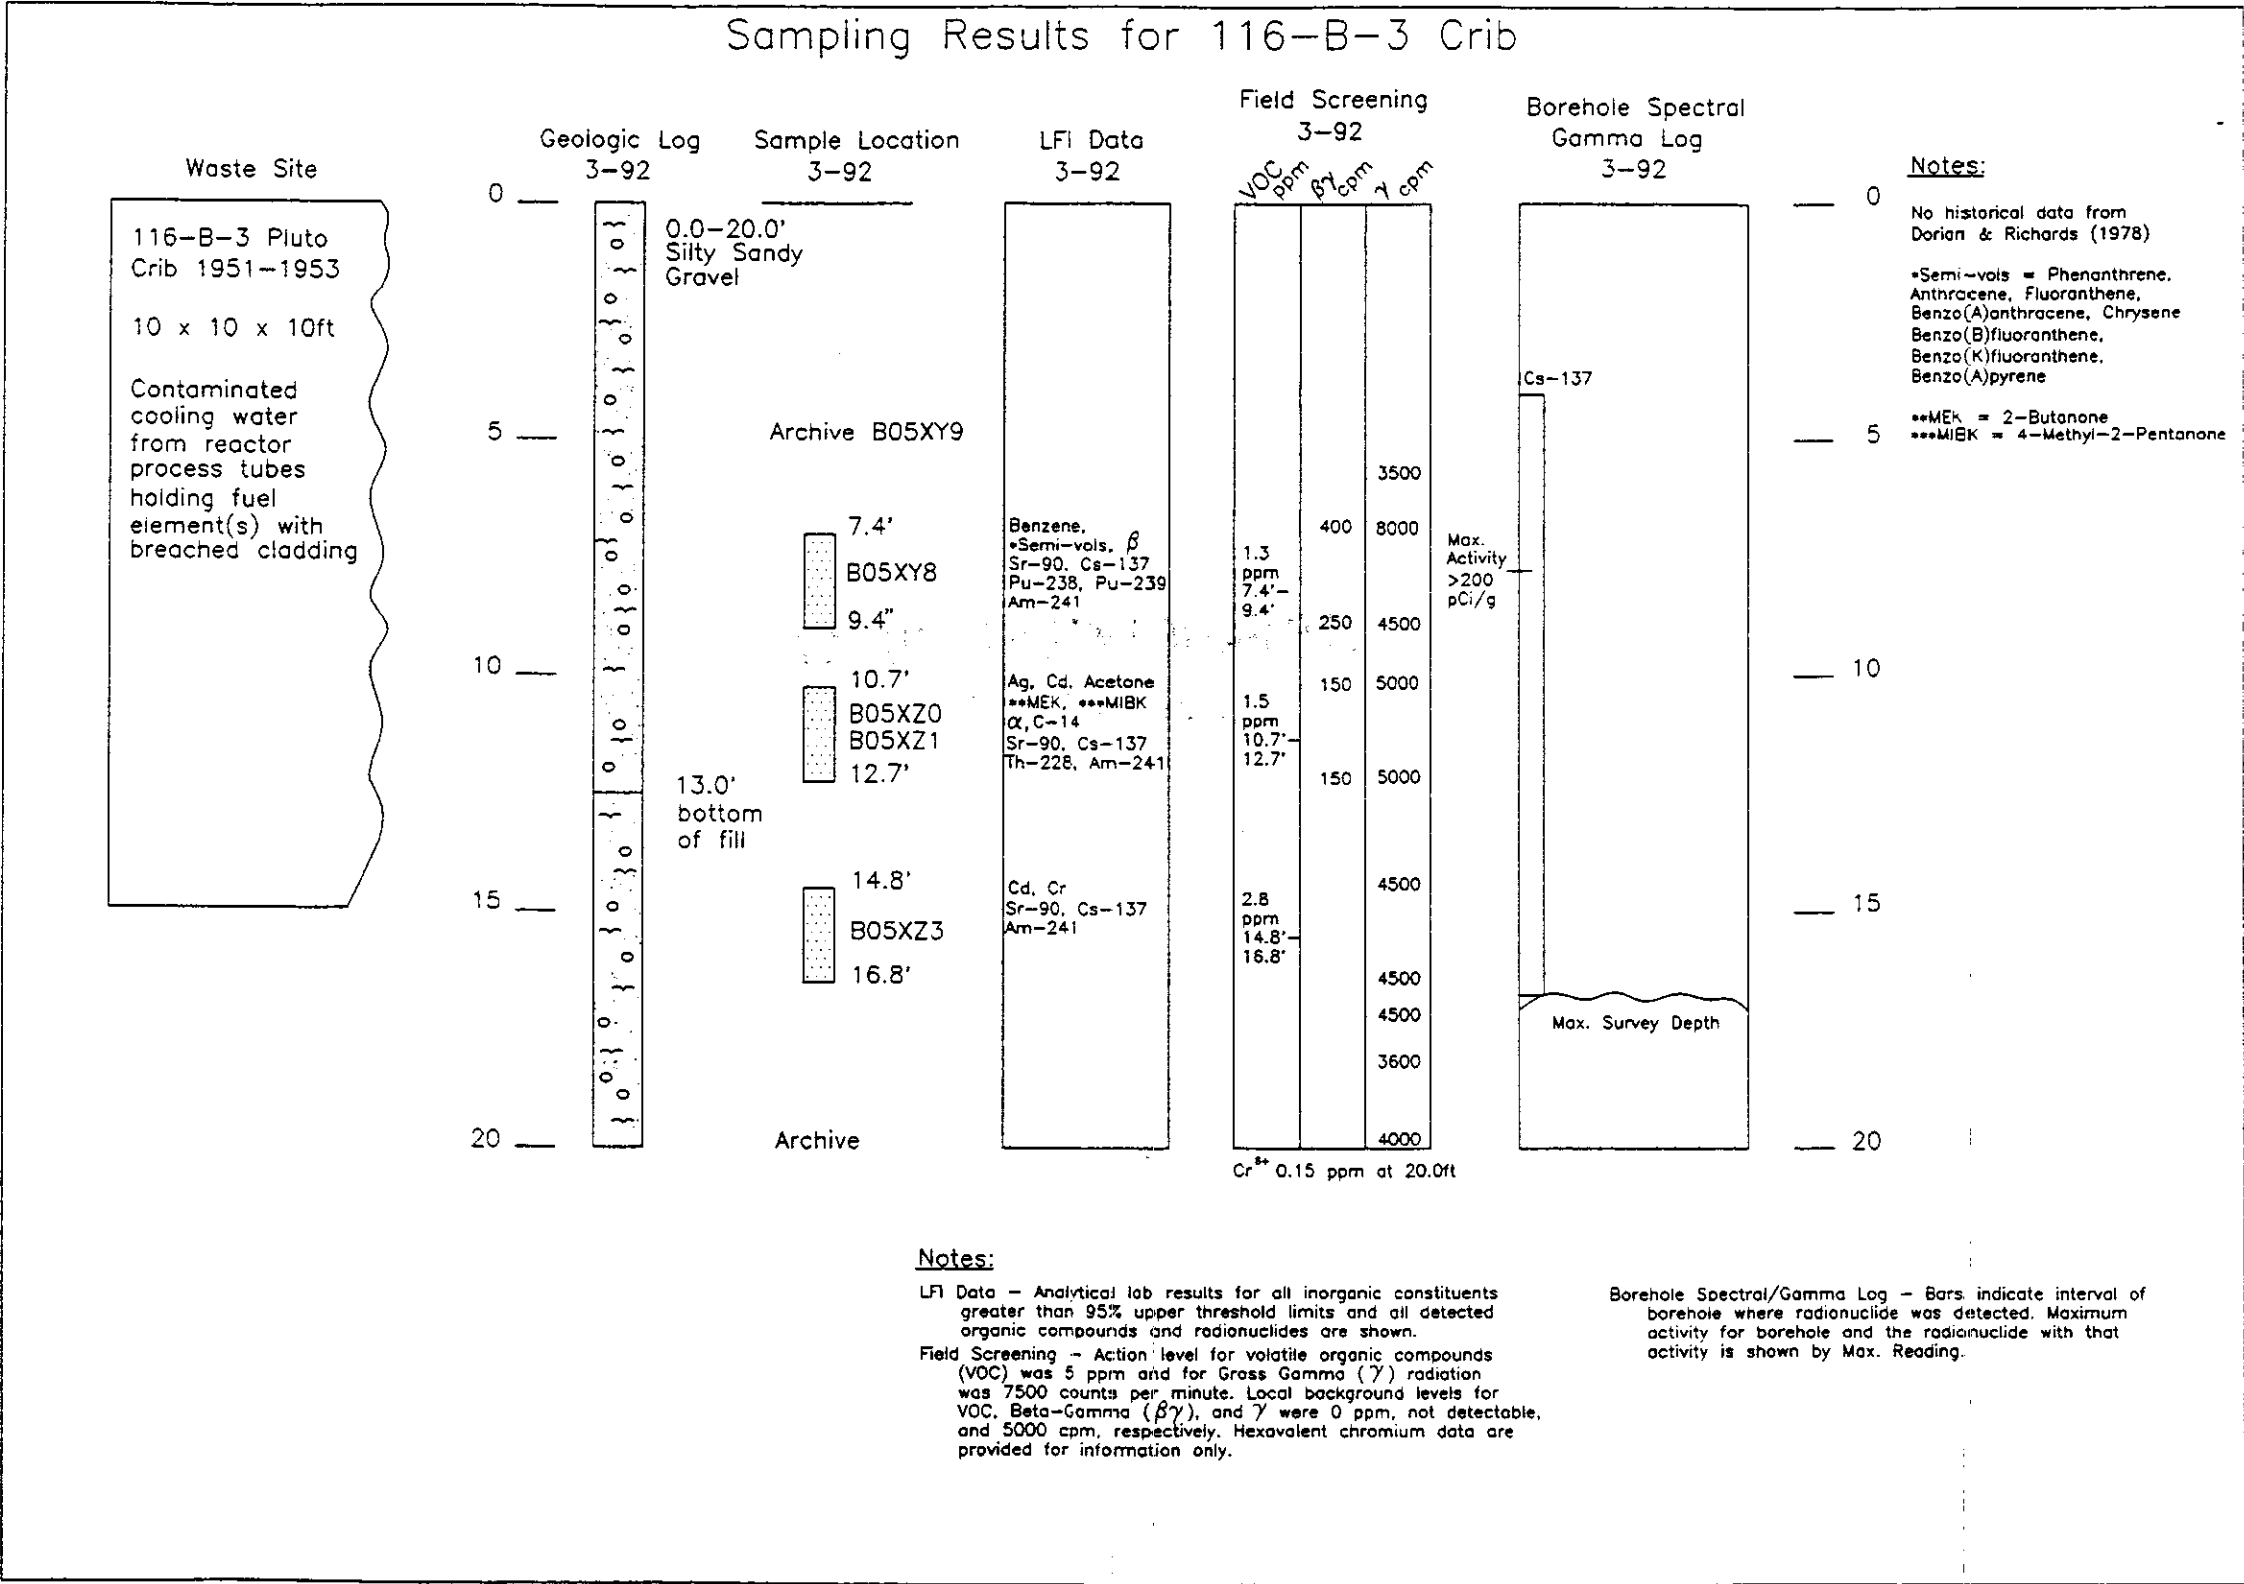 Sampling Results for 116-B-3 Crib
Waste Site
116-B-3 Pluto
Crib 1951-1953
10 x 10 x 10ft
Contaminated
cooling water
from reactor
process tubes
holding fuel
element(s) with
breached cladding
Geologic Log
3-92
0
5
10
15
20
0.0-20.0'
Silty Sandy
Gravel
13.0'
bottom
of fill
Sample Location
3-92
Archive B05XY9
7.4'
B05XY8
9.4"
10.7'
B05XZ0
B05XZ1
12.7'
14.8'
B05XZ3
16.8'
Archive
LFI Data
3-92
Benzene,
*Semi-vols, β
Sr-90, Cs-137
Pu-238, Pu-239
Am-241
Ag, Cd, Acetone
**MEK, ***MIBK
α, C-14
Sr-90, Cs-137
Th-228, Am-241
Cd, Cr
Sr-90, Cs-137
Am-241
Field Screening
3-92
VOC ppm
βγ cpm
γ cpm
3500
400 8000
1.3
ppm
7.4'-
9.4'
250 4500
150 5000
1.5
ppm
10.7'-
12.7'
150 5000
4500
2.8
ppm
14.8'-
16.8'
4500
4500
3600
4000
Cr⁶⁺ 0.15 ppm at 20.0ft
Borehole Spectral
Gamma Log
3-92
Cs-137
Max.
Activity
>200
pCi/g
Max. Survey Depth
0
5
10
15
20
Notes:
No historical data from
Dorian & Richards (1978)
*Semi-vols = Phenanthrene,
Anthracene, Fluoranthene,
Benzo(A)anthracene, Chrysene
Benzo(B)fluoranthene,
Benzo(K)fluoranthene,
Benzo(A)pyrene
**MEK = 2-Butanone
***MIBK = 4-Methyl-2-Pentanone
Notes:
LFI Data - Analytical lab results for all inorganic constituents
greater than 95% upper threshold limits and all detected
organic compounds and radionuclides are shown.
Field Screening - Action level for volatile organic compounds
(VOC) was 5 ppm and for Gross Gamma (γ) radiation
was 7500 counts per minute. Local background levels for
VOC, Beta-Gamma (βγ), and γ were 0 ppm, not detectable,
and 5000 cpm, respectively. Hexavalent chromium data are
provided for information only.
Borehole Spectral/Gamma Log - Bars indicate interval of
borehole where radionuclide was detected. Maximum
activity for borehole and the radionuclide with that
activity is shown by Max. Reading.